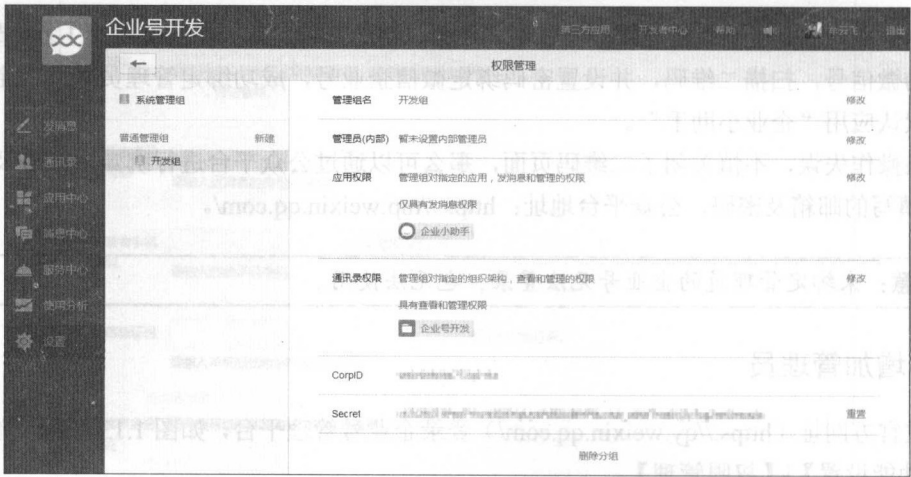 企业号开发
第三方应用 开发者中心 帮助 退出
权限管理
系统管理组
普通管理组 新建
开发组
发消息
通讯录
应用中心
消息中心
服务中心
使用分析
设置
管理组名 开发组 修改
管理员(内部) 暂未设置内部管理员 修改
应用权限 管理组对指定的应用，发消息和管理的权限 修改
仅具有发消息权限
企业小助手
通讯录权限 管理组对指定的组织架构，查看和管理的权限 修改
具有查看和管理权限
企业号开发
CorpID
Secret 重置
删除分组